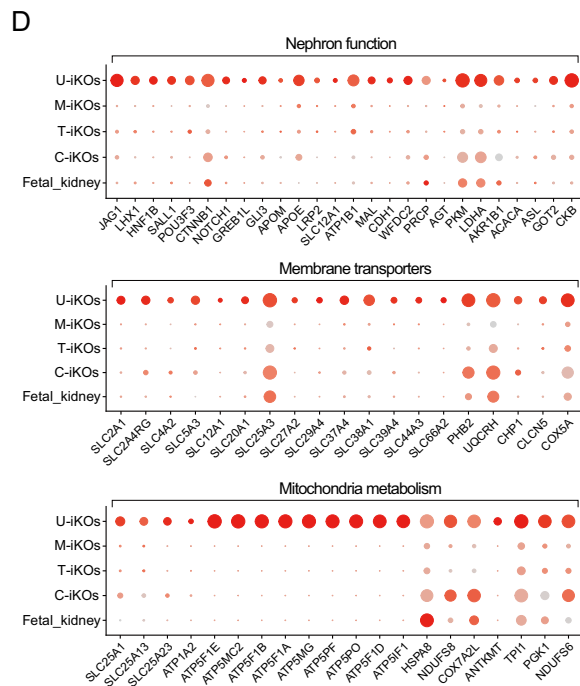 D
Nephron function
U-iKOs
M-iKOs
T-iKOs
C-iKOs
Fetal_kidney
JAG1 LHX1 HNF1B SALL1 POU3F3 CTNNB1 NOTCH1 GREB1L GLI3 APOM APOE LRP2 SLC12A1 ATP1B1 MAL CDH1 WFDC2 PRCP AGT PKM LDHA AKR1B1 ACACA ASL GOT2 CKB
Membrane transporters
U-iKOs
M-iKOs
T-iKOs
C-iKOs
Fetal_kidney
SLC2A1 SLC2A4RG SLC4A2 SLC5A3 SLC12A1 SLC20A1 SLC25A3 SLC27A2 SLC29A4 SLC37A4 SLC38A1 SLC39A4 SLC44A3 SLC66A2 PHB2 UQCRH CHP1 CLCN5 COX5A
Mitochondria metabolism
U-iKOs
M-iKOs
T-iKOs
C-iKOs
Fetal_kidney
SLC25A1 SLC25A13 SLC25A23 ATP1A2 ATP5F1E ATP5MC2 ATP5F1B ATP5F1A ATP5MG ATP5PF ATP5PO ATP5F1D ATP5IF1 HSPA8 NDUFS8 COX7A2L ANTKMT TPI1 PGK1 NDUFS6